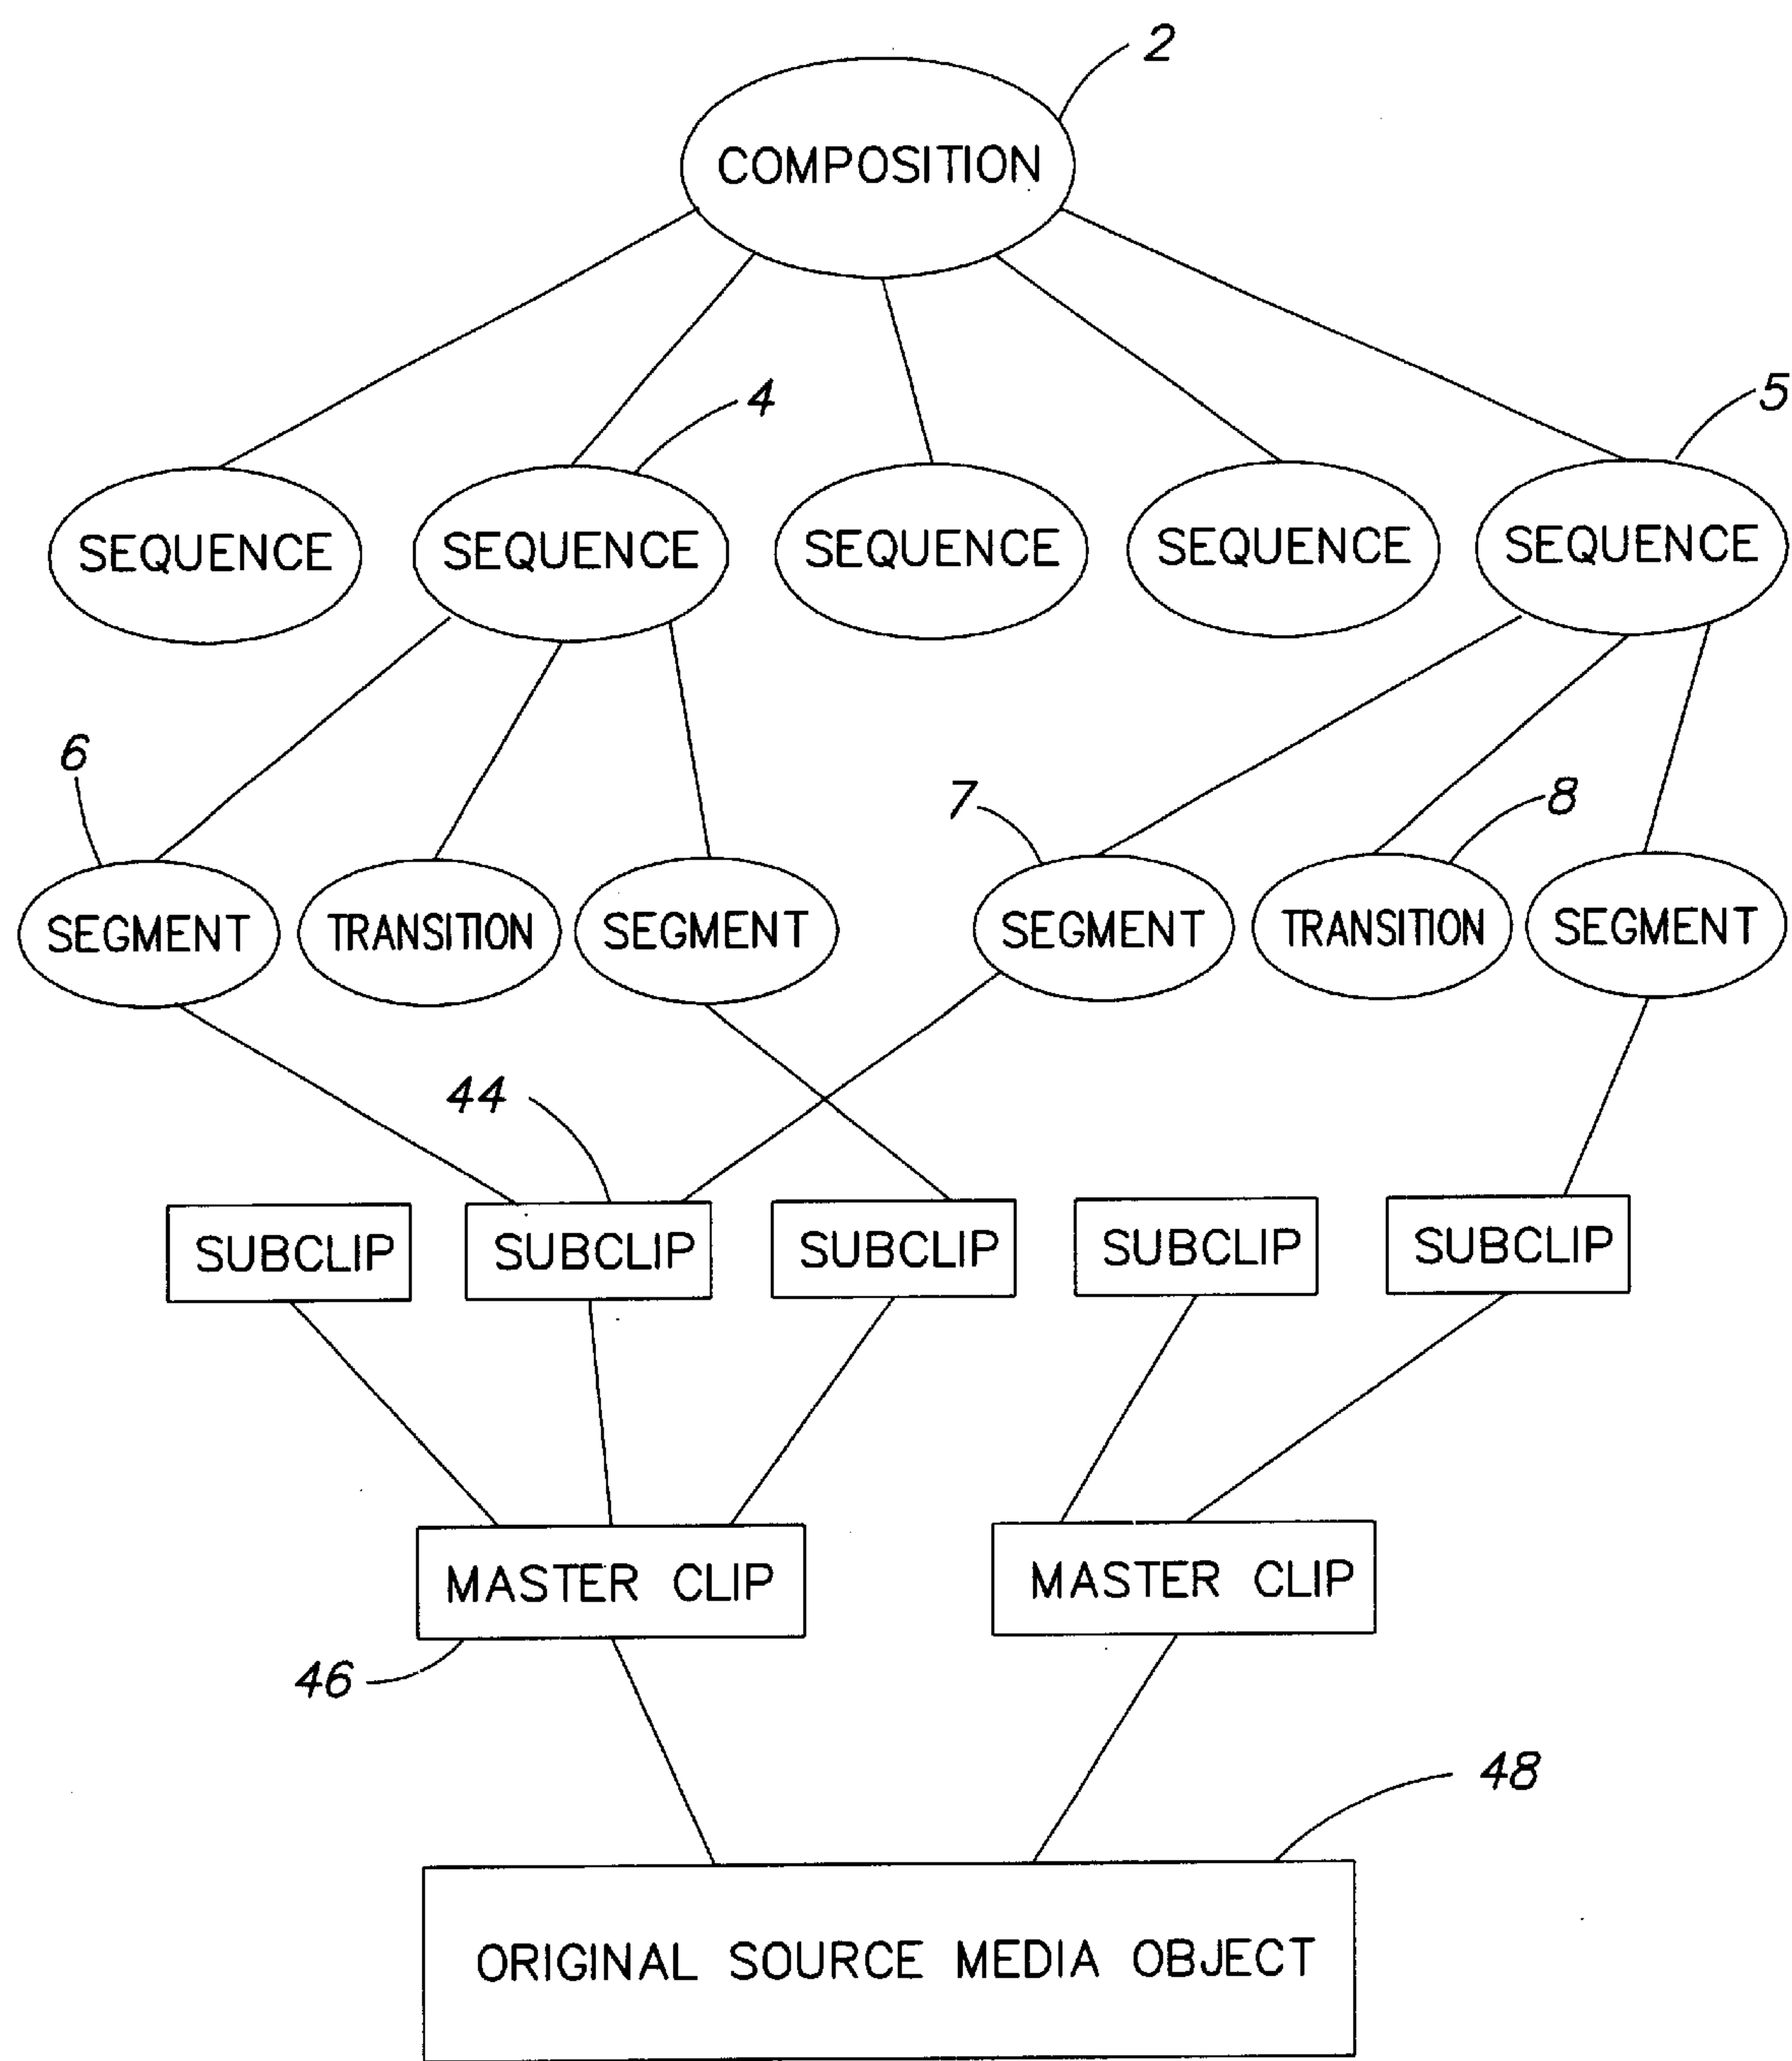 2
COMPOSITION
4
5
SEQUENCE SEQUENCE SEQUENCE SEQUENCE SEQUENCE
6
7
8
SEGMENT TRANSITION SEGMENT SEGMENT TRANSITION SEGMENT
44
SUBCLIP SUBCLIP SUBCLIP SUBCLIP SUBCLIP
MASTER CLIP MASTER CLIP
46
48
ORIGINAL SOURCE MEDIA OBJECT